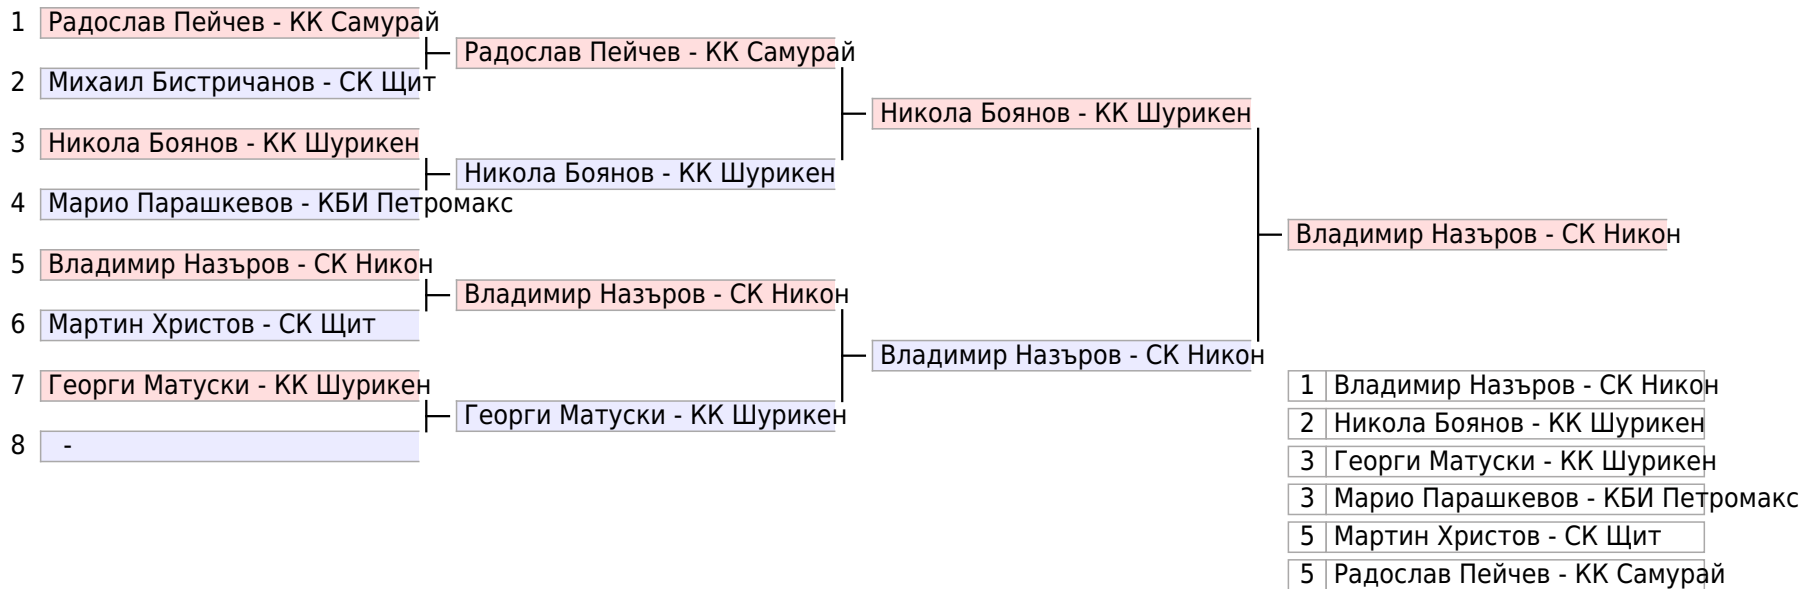 1 Радослав Пейчев - КК Самурай
Радослав Пейчев - КК Самурай
2 Михаил Бистричанов - СК Щит
Никола Боянов - КК Шурикен
3 Никола Боянов - КК Шурикен
Никола Боянов - КК Шурикен
4 Марио Парашкевов - КБИ Петромакс
Владимир Назъров - СК Никон
5 Владимир Назъров - СК Никон
Владимир Назъров - СК Никон
6 Мартин Христов - СК Щит
Владимир Назъров - СК Никон
7 Георги Матуски - КК Шурикен
Георги Матуски - КК Шурикен
8 -
1 Владимир Назъров - СК Никон
2 Никола Боянов - КК Шурикен
3 Георги Матуски - КК Шурикен
3 Марио Парашкевов - КБИ Петромакс
5 Мартин Христов - СК Щит
5 Радослав Пейчев - КК Самурай